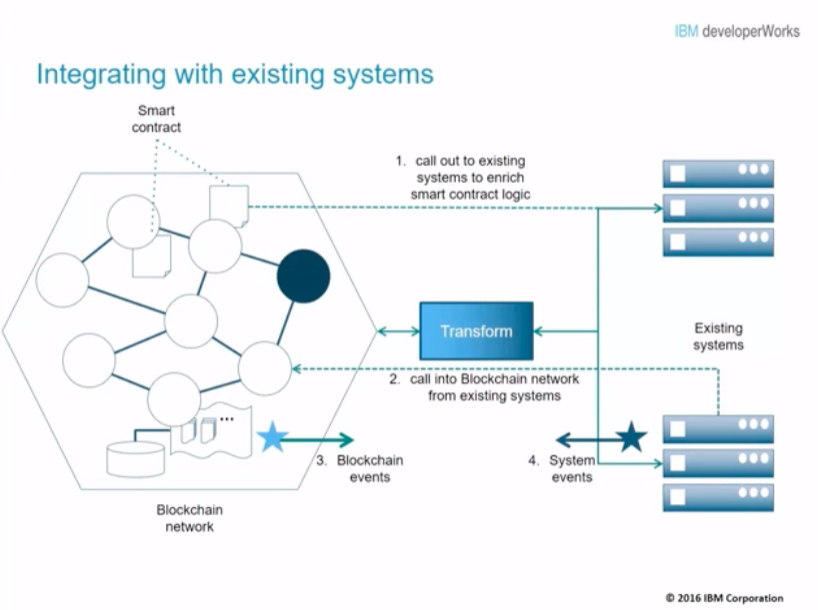 IBM developerWorks
Integrating with existing systems
Smart
contract
1. call out to existing
systems to enrich
smart contract logic
Transform
Existing
systems
2. call into Blockchain network
from existing systems
3. Blockchain
events
4. System
events
Blockchain
network
© 2016 IBM Corporation